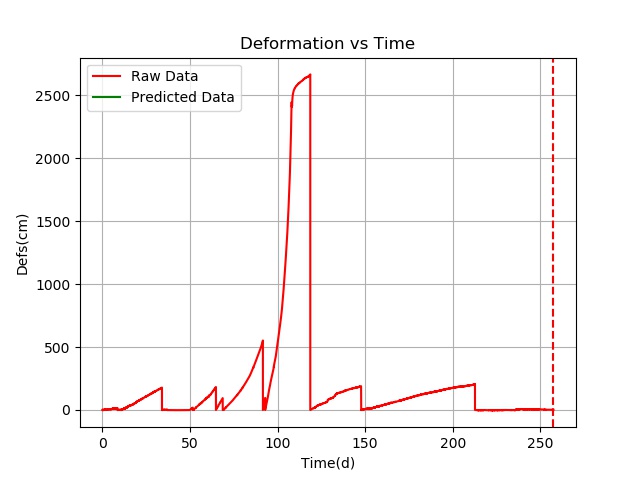 Deformation vs Time
Raw Data
Predicted Data
2500
2000
1500
1000
500
0
Defs(cm)
0 50 100 150 200 250
Time(d)